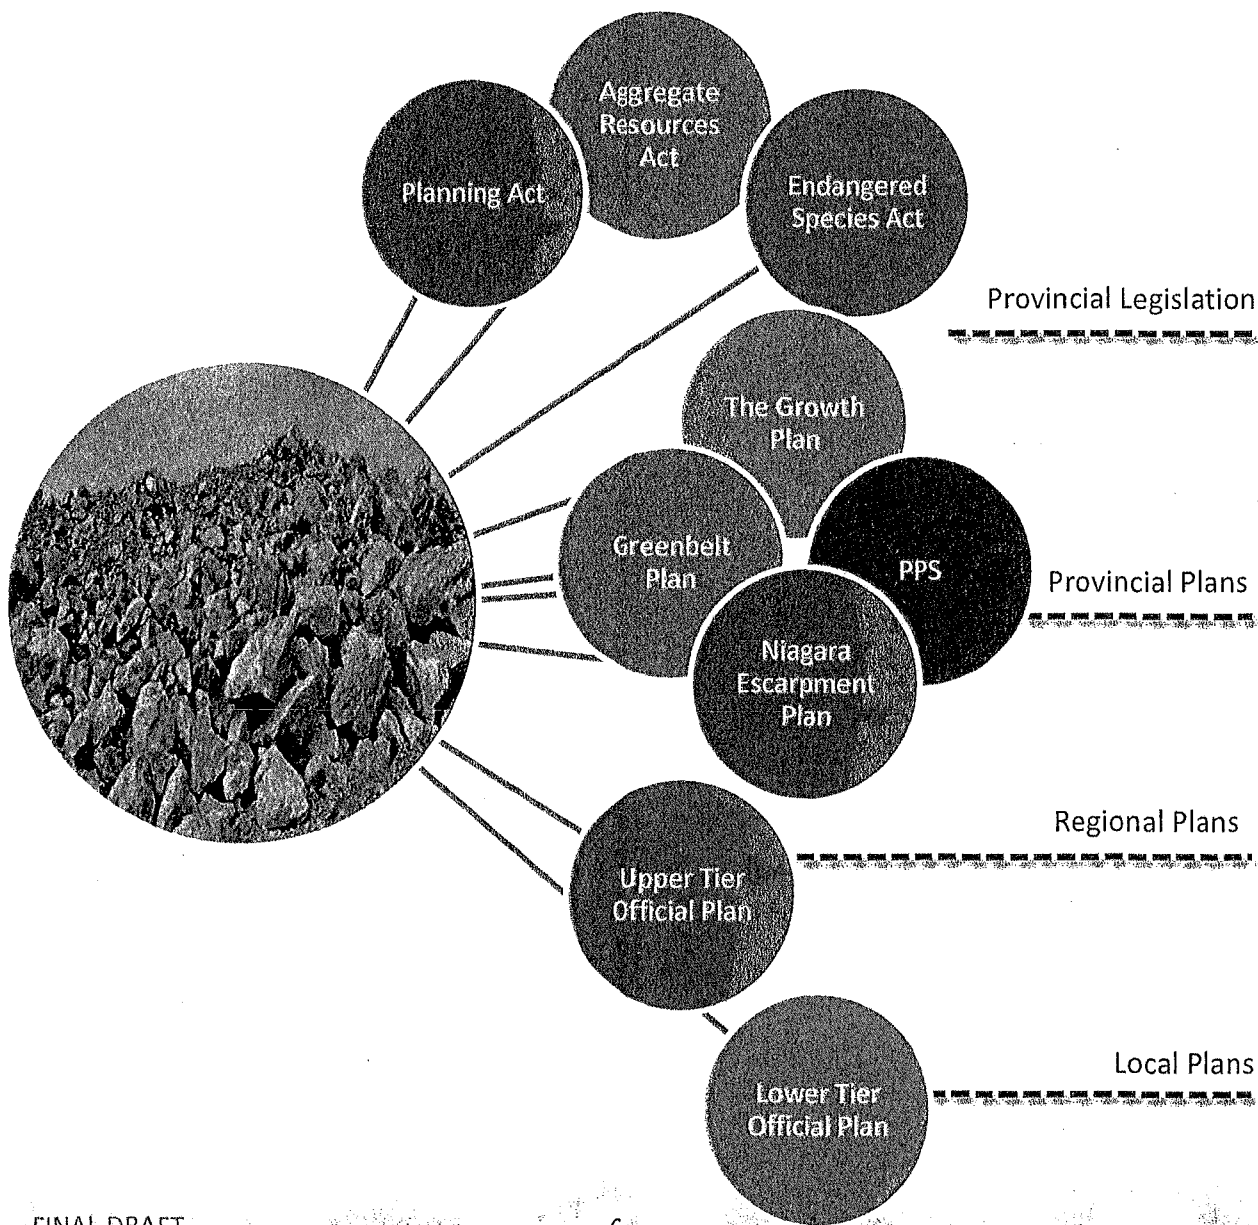 Aggregate
Resources
Act
Planning Act
Endangered
Species Act
Provincial Legislation
The Growth
Plan
Greenbelt
Plan
PPS
Provincial Plans
Niagara
Escarpment
Plan
Regional Plans
Upper Tier
Official Plan
Local Plans
Lower Tier
Official Plan
FINAL DRAFT
6